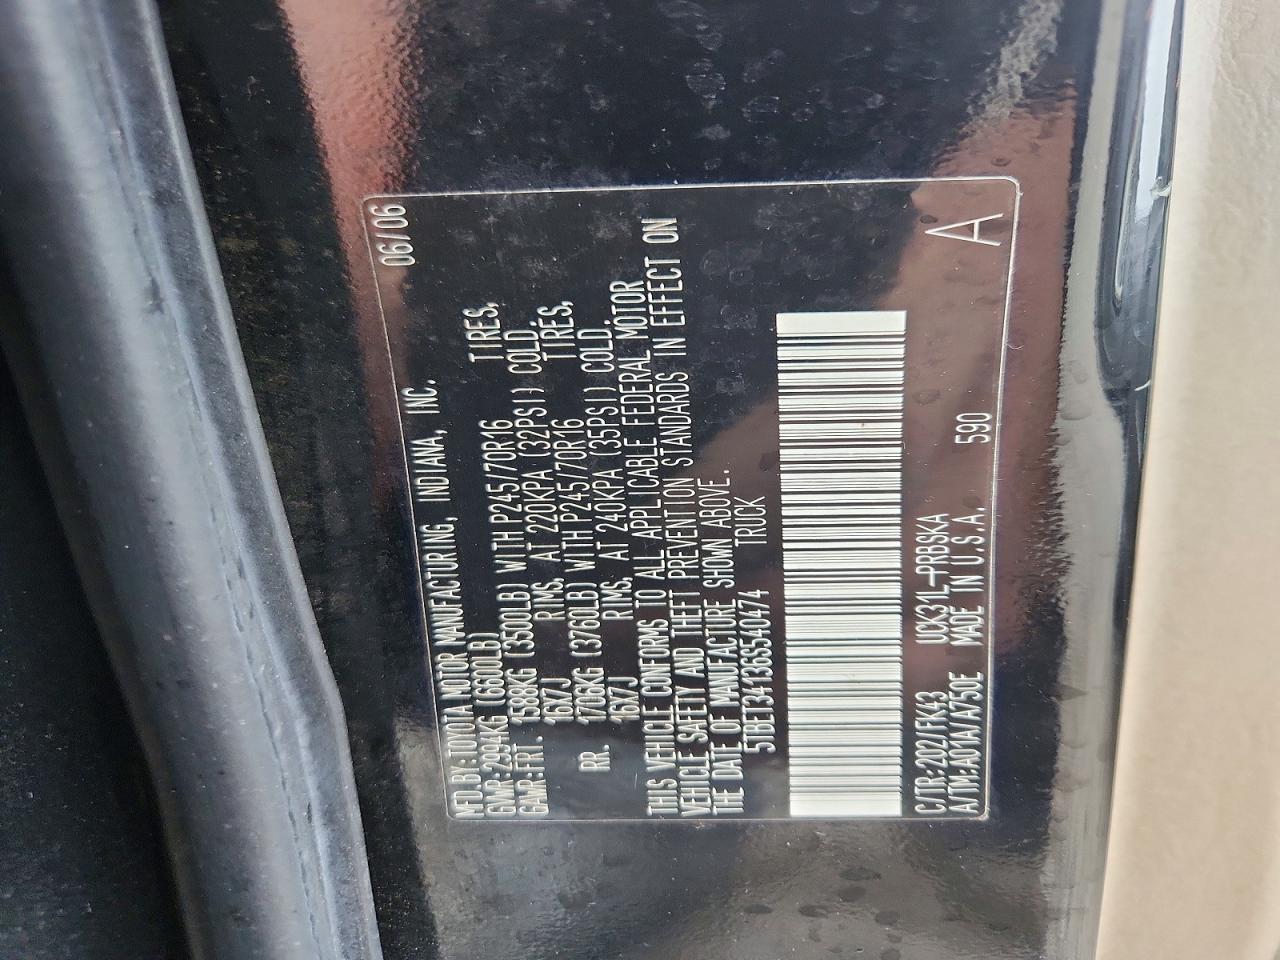 06/06
MFD.BY:TOYOTA MOTOR MANUFACTURING, INDIANA, INC.
GVWR:2994KG (6600LB)
GAWR:FRT. 1588KG (3500LB) WITH P245/70R16 TIRES,
16X7J RIMS, AT 220KPA (32PSI) COLD.
RR. 1706KG (3760LB) WITH P245/70R16 TIRES,
16X7J RIMS, AT 240KPA (35PSI) COLD.
THIS VEHICLE CONFORMS TO ALL APPLICABLE FEDERAL MOTOR
VEHICLE SAFETY AND THEFT PREVENTION STANDARDS IN EFFECT ON
THE DATE OF MANUFACTURE SHOWN ABOVE.
5TBET34136S540474 TRUCK
C/TR:202/FK43 UCK31L-PRBSKA A
A/TM:A01A/A750E MADE IN U.S.A. 590